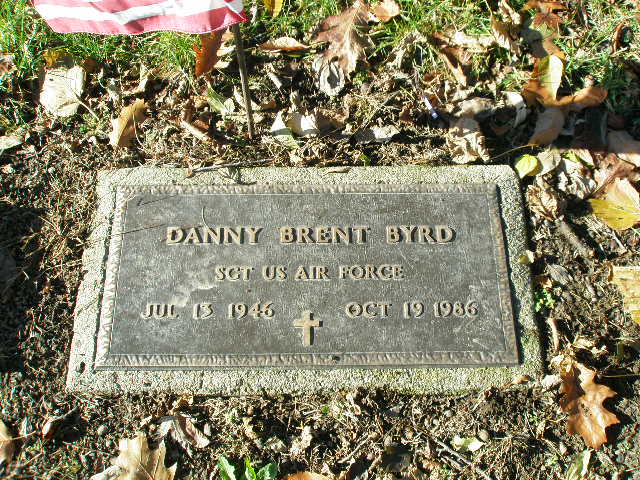 DANNY BRENT BYRD
SGT US AIR FORCE
JUL 13 1946 OCT 19 1986